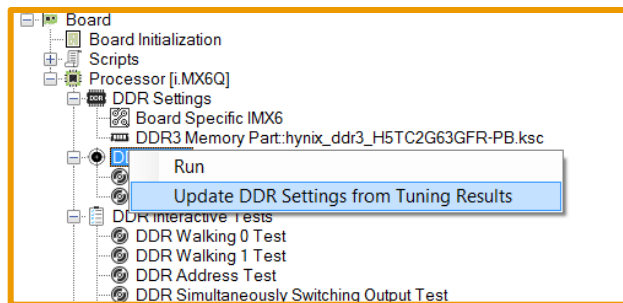 Board
Board Initialization
Scripts
Processor [i.MX6Q]
DDR Settings
Board Specific IMX6
DDR3 Memory Part::hynix_ddr3_H5TC2G63GFR-PB.ksc
Run
Update DDR Settings from Tuning Results
DDR Interactive Tests
DDR Walking 0 Test
DDR Walking 1 Test
DDR Address Test
DDR Simultaneously Switching Output Test